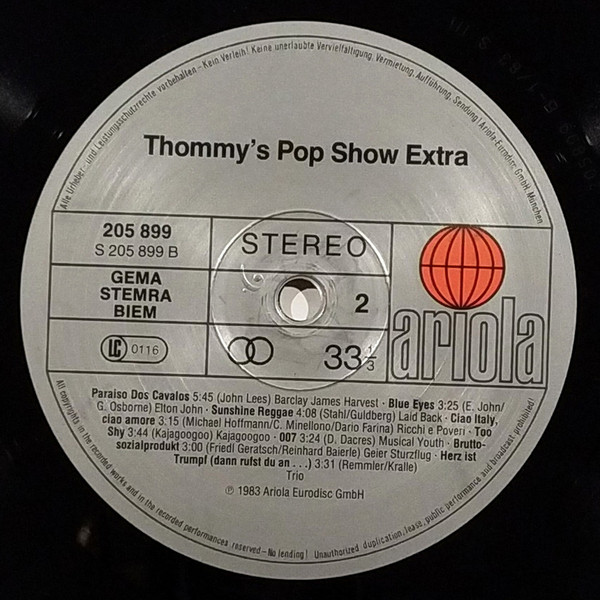 Alle Urheber- und Leistungsschutzrechte vorbehalten – Kein Verleih! Keine unerlaubte Vervielfältigung, Vermietung, Aufführung, Sendung! Ariola-Eurodisc GmbH, München
Thommy's Pop Show Extra
205 899
S 205 899 B
STEREO
GEMA
STEMRA
BIEM
2
ariola
LC 0116
33 1/3
Paraiso Dos Cavalos 5:45 (John Lees) Barclay James Harvest · Blue Eyes 3:25 (E. John/
G. Osborne) Elton John · Sunshine Reggae 4:08 (Stahl/Guldberg) Laid Back · Ciao Italy,
ciao amore 3:15 (Michael Hoffmann/C. Minellono/Dario Farina) Ricchi e Poveri · Too
Shy 3:44 (Kajagoogoo) Kajagoogoo · 007 3:24 (D. Dacres) Musical Youth · Brutto-
sozialprodukt 3:00 (Friedl Geratsch/Reinhard Baierle) Geier Sturzflug · Herz ist
Trumpf (dann rufst du an . . .) 3:31 (Remmler/Kralle)
Trio
℗ 1983 Ariola Eurodisc GmbH
All copyrights in the recorded works and in the recorded performances reserved – No lending! Unauthorized duplication, lease, public performance and broadcast prohibited!